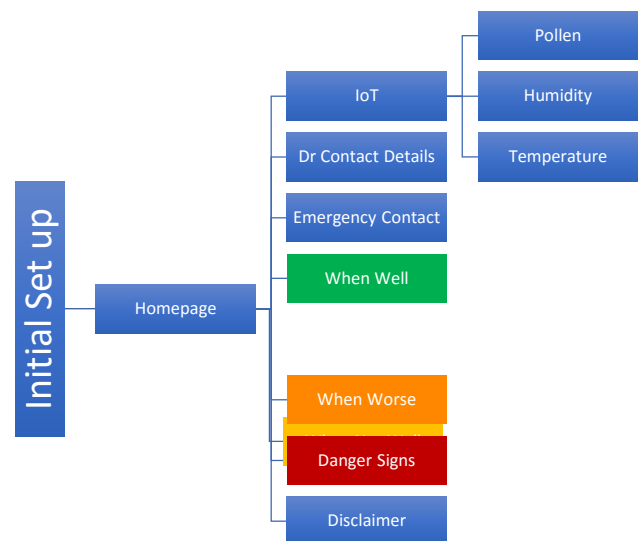 Initial Set up
Homepage
IoT
Pollen
Humidity
Temperature
Dr Contact Details
Emergency Contact
When Well
When Worse
Danger Signs
Disclaimer